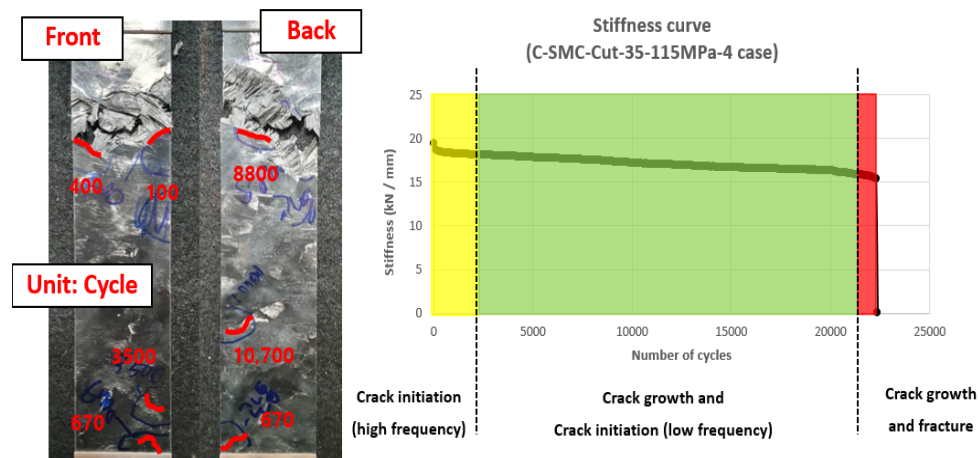 Front
Back
400
100
8800
Unit: Cycle
3500
10,700
670
670
Stiffness curve
(C-SMC-Cut-35-115MPa-4 case)
Stiffness (kN / mm)
25
20
15
10
5
0
0
5000
10000
15000
20000
25000
Number of cycles
Crack initiation
(high frequency)
Crack growth and
Crack initiation (low frequency)
Crack growth
and fracture